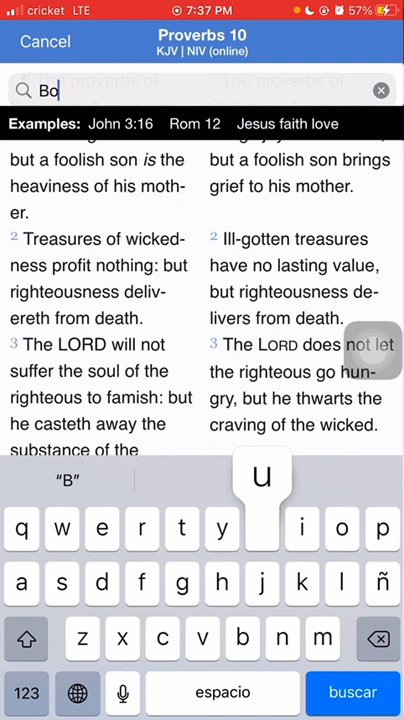 cricket LTE 7:37 PM 57%
Cancel
Proverbs 10
KJV | NIV (online)
Bo
Examples: John 3:16 Rom 12 Jesus faith love
but a foolish son is the
heaviness of his moth-
er.
2 Treasures of wicked-
ness profit nothing: but
righteousness deliv-
ereth from death.
3 The LORD will not
suffer the soul of the
righteous to famish: but
he casteth away the
substance of the
but a foolish son brings
grief to his mother.
2 Ill-gotten treasures
have no lasting value,
but righteousness de-
livers from death.
3 The LORD does not let
the righteous go hun-
gry, but he thwarts the
craving of the wicked.
“B”
u
q w e r t y i o p
a s d f g h j k l ñ
z x c v b n m
123 espacio buscar